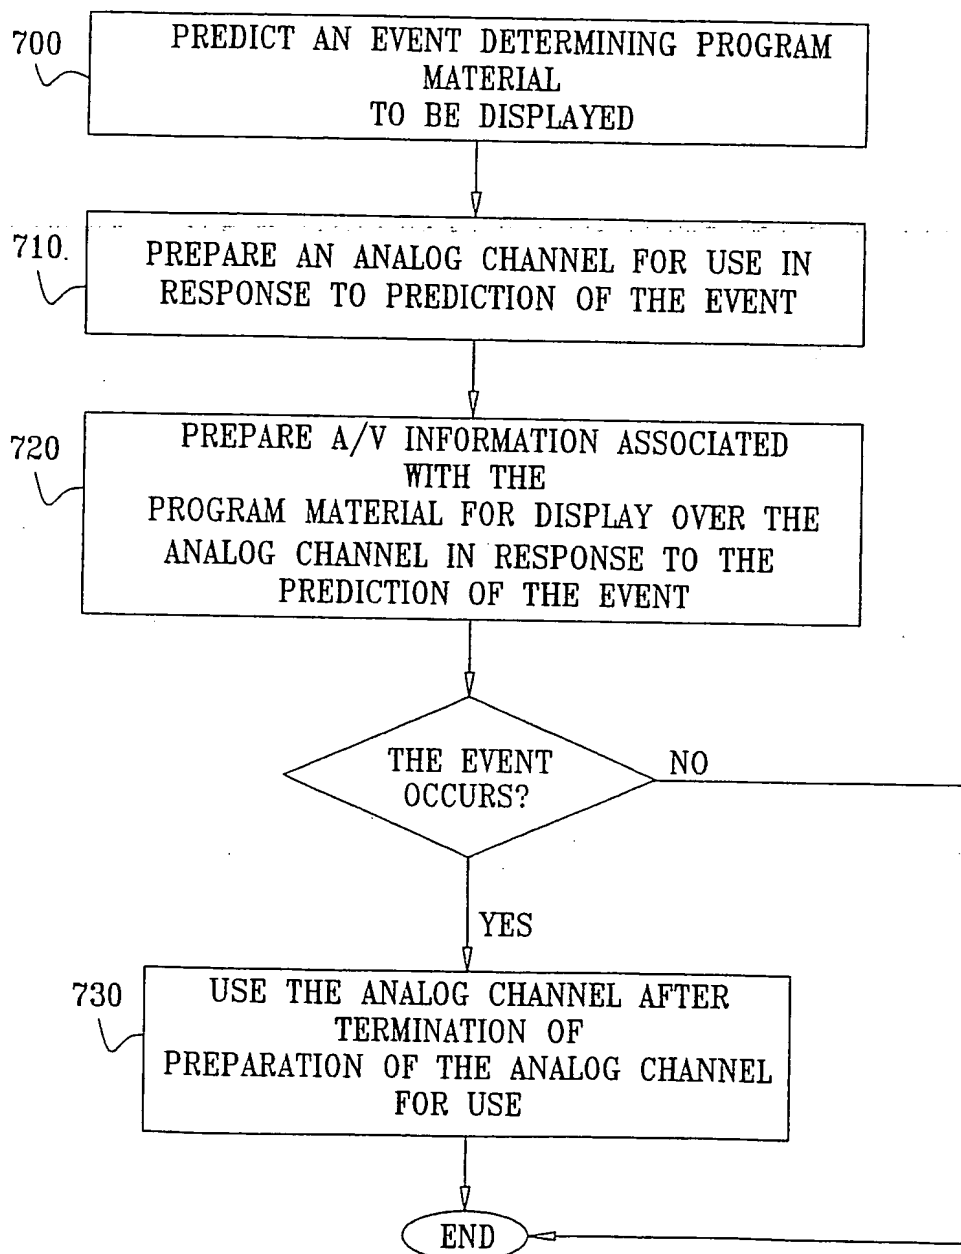 700
PREDICT AN EVENT DETERMINING PROGRAM
MATERIAL
TO BE DISPLAYED
710.
PREPARE AN ANALOG CHANNEL FOR USE IN
RESPONSE TO PREDICTION OF THE EVENT
720
PREPARE A/V INFORMATION ASSOCIATED
WITH THE
PROGRAM MATERIAL FOR DISPLAY OVER THE
ANALOG CHANNEL IN RESPONSE TO THE
PREDICTION OF THE EVENT
THE EVENT
OCCURS?
NO
YES
730
USE THE ANALOG CHANNEL AFTER
TERMINATION OF
PREPARATION OF THE ANALOG CHANNEL
FOR USE
END